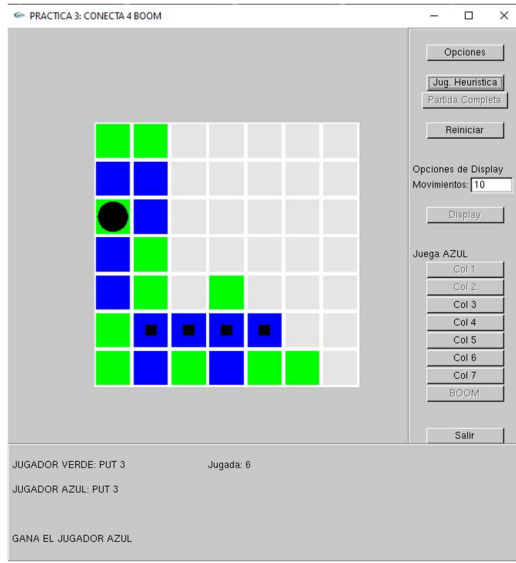 PRACTICA 3: CONECTA 4 BOOM
Opciones
Jug. Heuristica
Partida Completa
Reiniciar
Opciones de Display
Movimientos: 10
Display
Juega AZUL
Col 1
Col 2
Col 3
Col 4
Col 5
Col 6
Col 7
BOOM
Salir
JUGADOR VERDE: PUT 3 Jugada: 6
JUGADOR AZUL: PUT 3
GANA EL JUGADOR AZUL